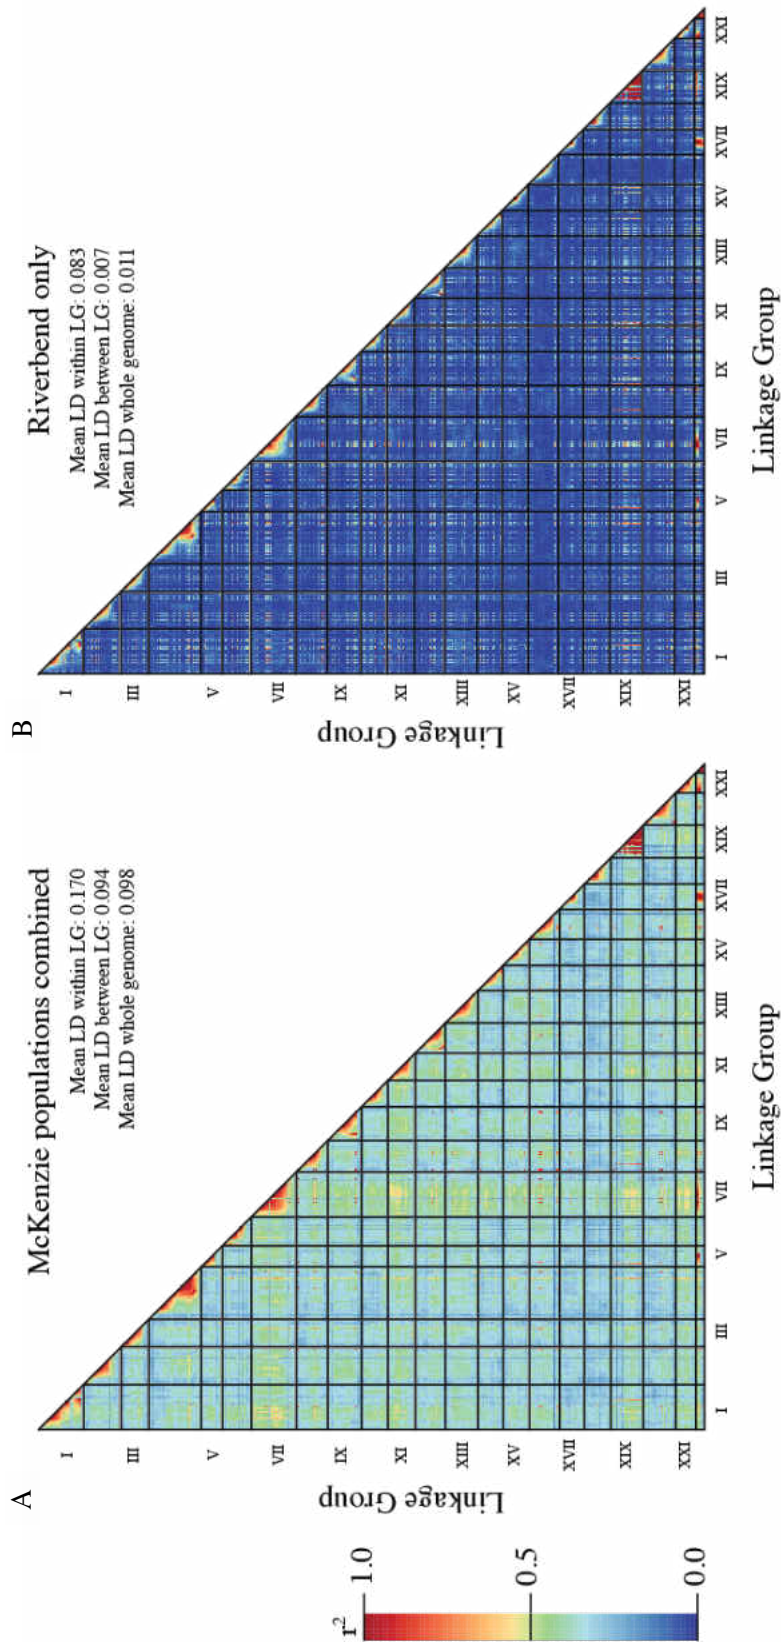 A
McKenzie populations combined
Mean LD within LG: 0.170
Mean LD between LG: 0.094
Mean LD whole genome: 0.098
Linkage Group
I
III
V
VII
IX
XI
XIII
XV
XVII
XIX
XXI
I
III
V
VII
XI
XI
XIII
XV
XVII
XIX
XXI
Linkage Group
r²
1.0
0.5
0.0
B
Riverbend only
Mean LD within LG: 0.083
Mean LD between LG: 0.007
Mean LD whole genome: 0.011
Linkage Group
I
III
V
VII
IX
XI
XIII
XV
XVII
XIX
XXI
I
III
V
VII
XI
XI
XIII
XV
XVII
XIX
XXI
Linkage Group